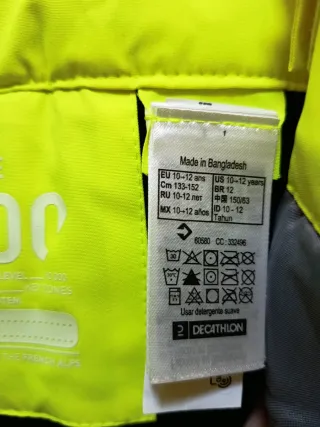 Made in Bangladesh
EU 10→12 ans
US 10→12 years
Cm 133-152
BR 12
RU 10-12 лет
中国 150/63
MX 10→12 años
ID 10 - 12
Tahun
60580 CC: 332496
Usar detergente suave
DECATHLON